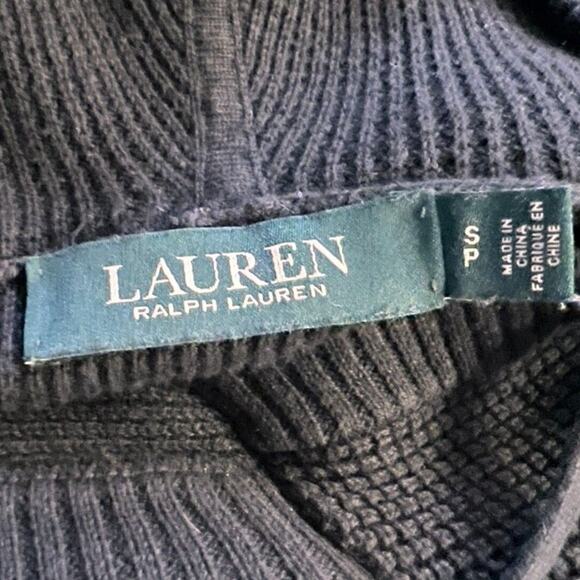 LAUREN
RALPH LAUREN
S
P
MADE IN
CHINA
FABRIQUE EN
CHINE